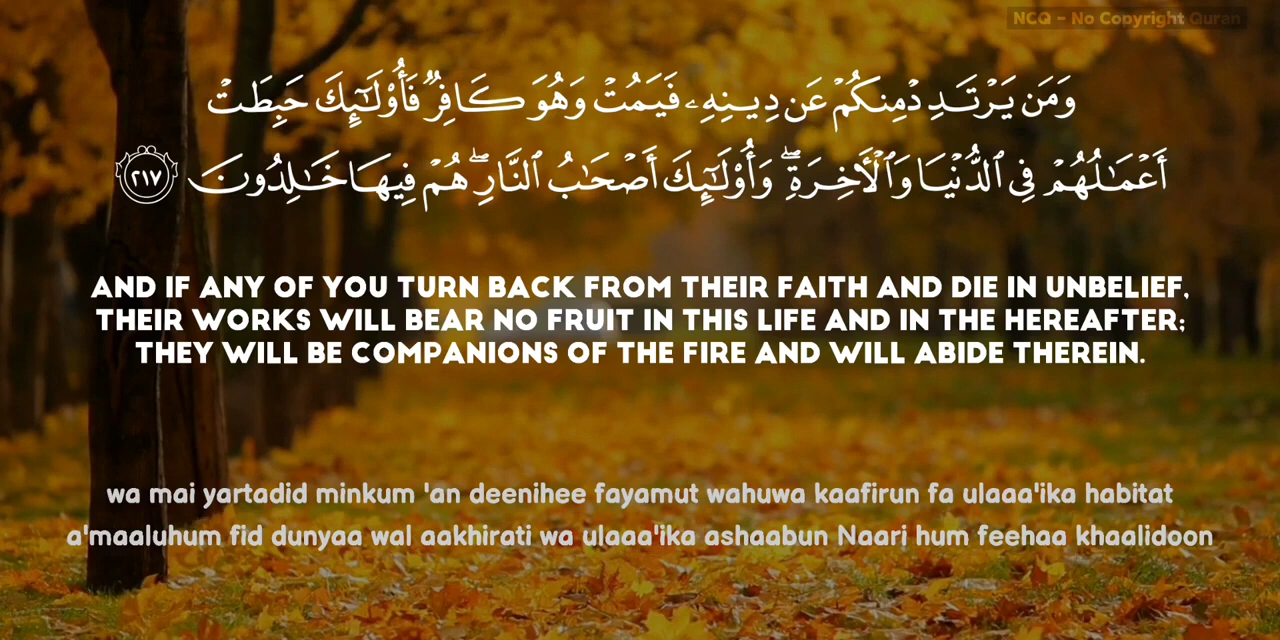 NCQ - No Copyright Quran
وَمَن يَرْتَدِدْ مِنكُمْ عَن دِينِهِۦ فَيَمُتْ وَهُوَ كَافِرٌ فَأُو۟لَـٰٓئِكَ حَبِطَتْ
أَعْمَـٰلُهُمْ فِى ٱلدُّنْيَا وَٱلْأَخِرَةِ ۖ وَأُو۟لَـٰٓئِكَ أَصْحَـٰبُ ٱلنَّارِ ۖ هُمْ فِيهَا خَـٰلِدُونَ ٢١٧
AND IF ANY OF YOU TURN BACK FROM THEIR FAITH AND DIE IN UNBELIEF,
THEIR WORKS WILL BEAR NO FRUIT IN THIS LIFE AND IN THE HEREAFTER;
THEY WILL BE COMPANIONS OF THE FIRE AND WILL ABIDE THEREIN.
wa mai yartadid minkum 'an deenihee fayamut wahuwa kaafirun fa ulaaa'ika habitat
a'maaluhum fid dunyaa wal aakhirati wa ulaaa'ika ashaabun Naari hum feehaa khaalidoon